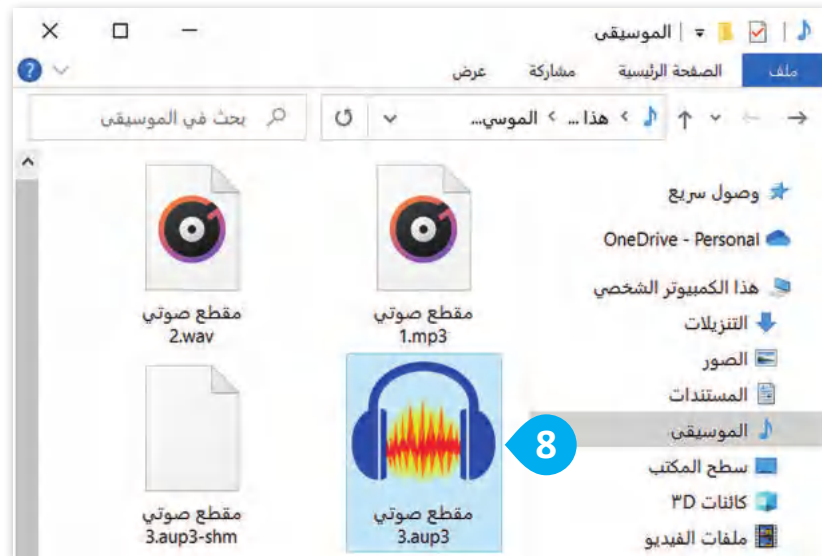 الموسيقى
ملف الصفحة الرئيسية مشاركة عرض
هذا ... الموسي...
بحث في الموسيقى
وصول سريع
OneDrive - Personal
هذا الكمبيوتر الشخصي
التنزيلات
الصور
المستندات
الموسيقى
سطح المكتب
كائنات ٣D
ملفات الفيديو
مقطع صوتي
1.mp3
مقطع صوتي
2.wav
8
مقطع صوتي
3.aup3
مقطع صوتي
3.aup3-shm